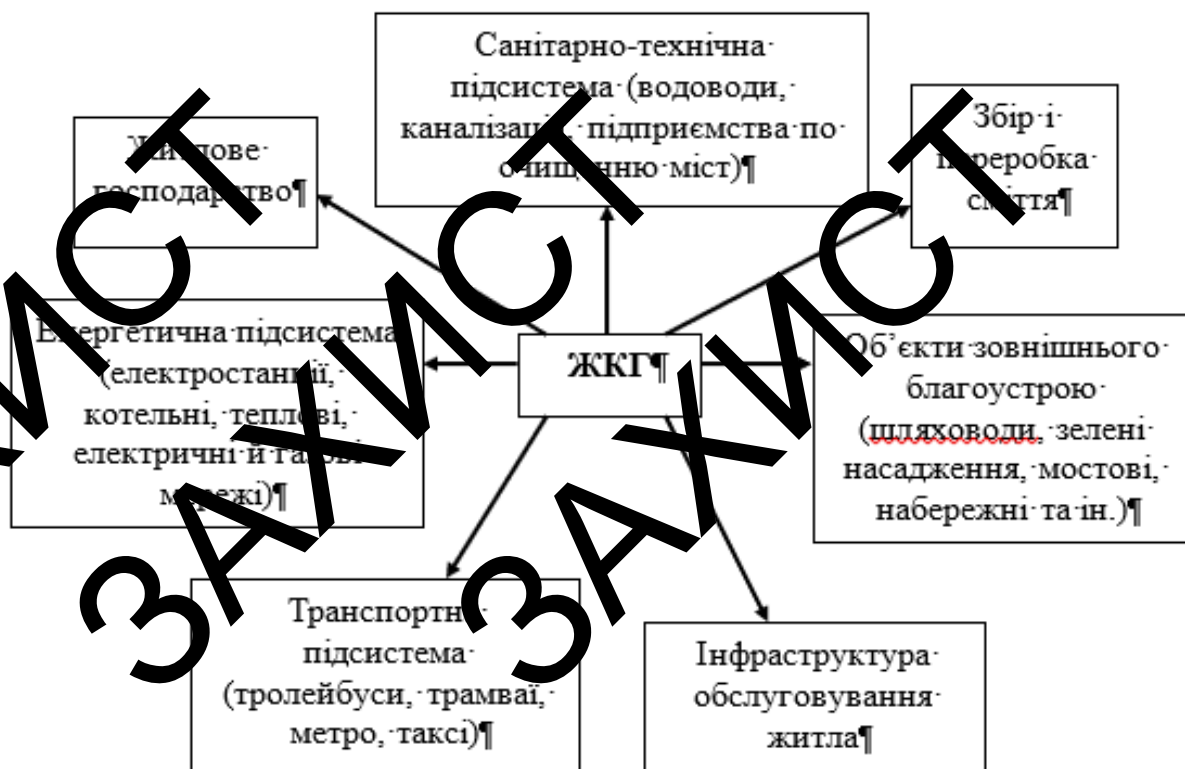 Санітарно-технічна
підсистема (водоводи,
каналізація, підприємства по
очищенню міст)¶
Житлове
господарство¶
Збір і
переробка
сміття¶
Енергетична підсистема
(електростанції,
котельні, теплові,
електричні й газові
мережі)¶
ЖКГ¶
Об’єкти зовнішнього
благоустрою
(шляховоди, зелені
насадження, мостові,
набережні та ін.)¶
Транспортна
підсистема
(тролейбуси, трамваї,
метро, таксі)¶
Інфраструктура
обслуговування
житла¶
ЗАХИСТ
ЗАХИСТ